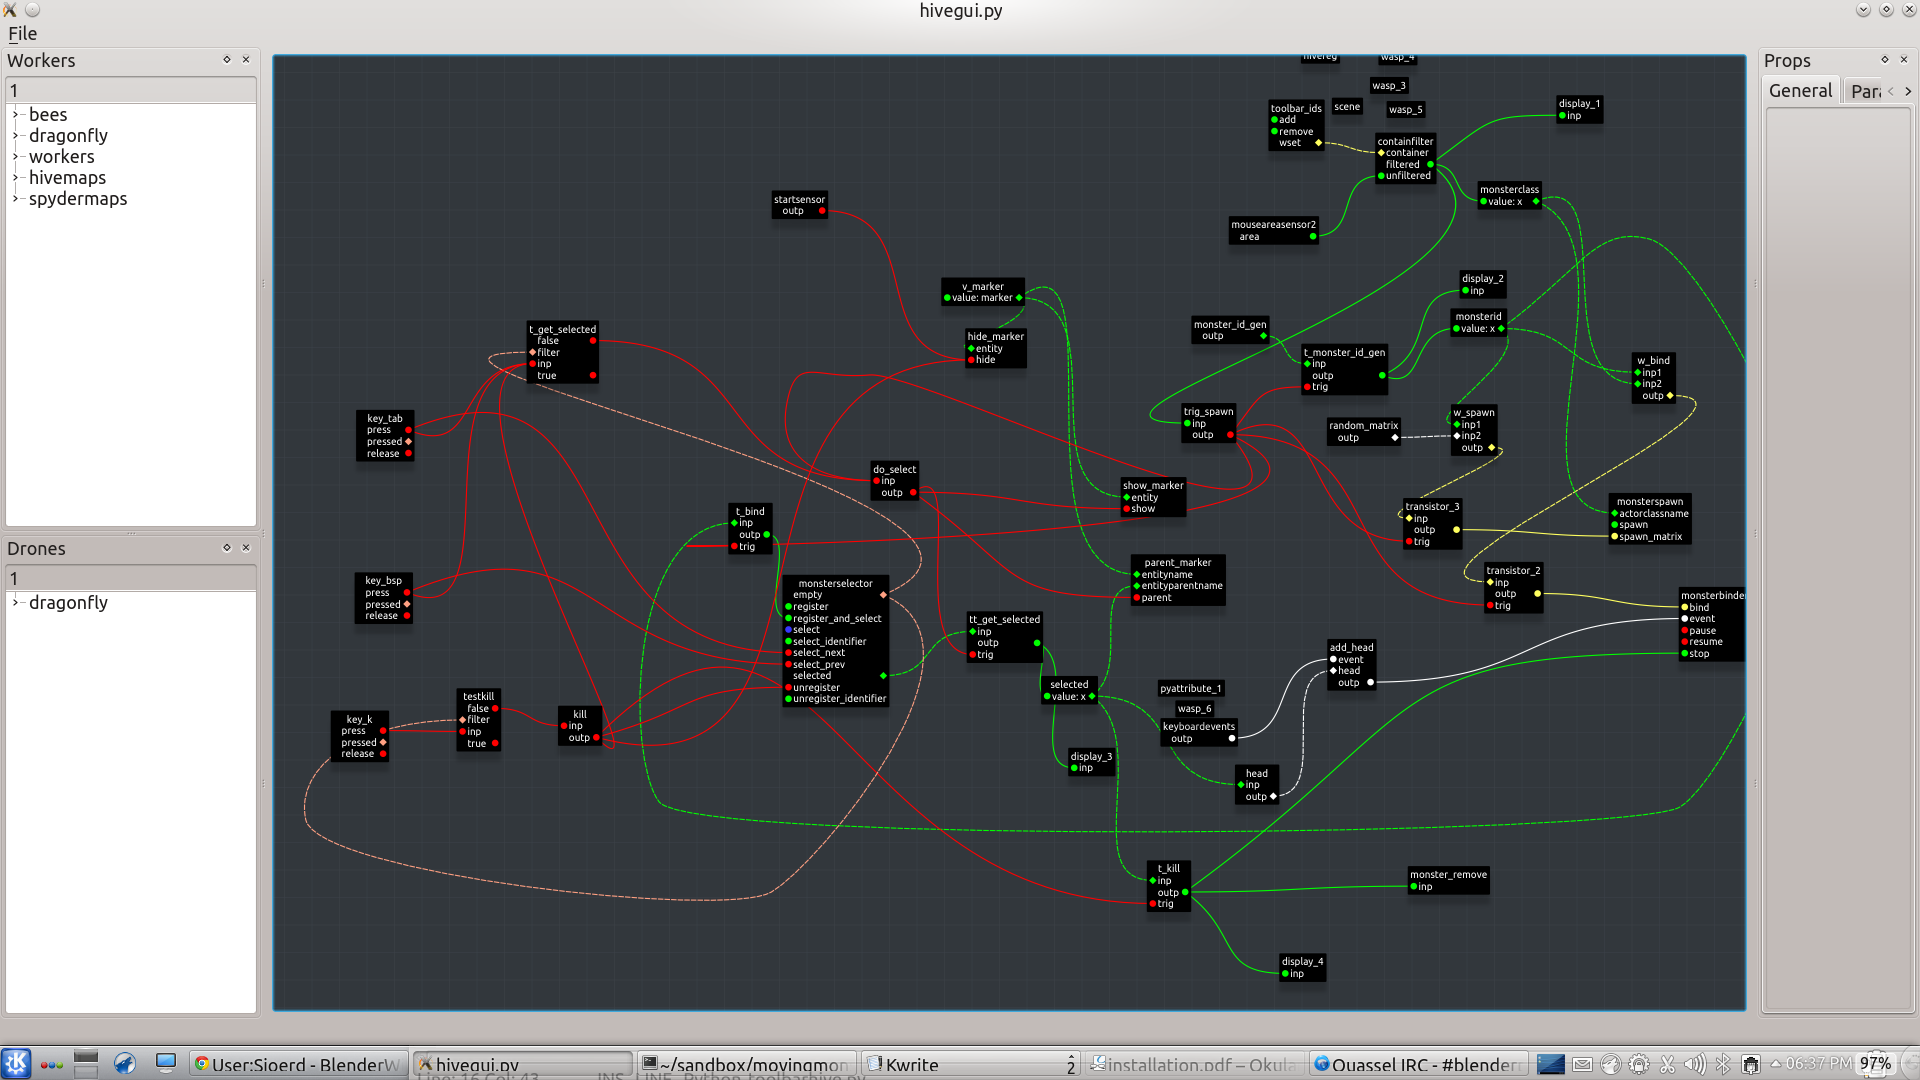 hivegui.py
File
Workers
1
bees
dragonfly
workers
hivemaps
spydermaps
Drones
1
dragonfly
Props
General
hivereg
wasp_4
wasp_3
scene
wasp_5
toolbar_ids
add
remove
wset
containfilter
container
filtered
unfiltered
display_1
inp
monsterclass
value: x
mouseareasensor2
area
startsensor
outp
v_marker
value: marker
hide_marker
entity
hide
display_2
inp
monsterid
value: x
monster_id_gen
outp
t_monster_id_gen
inp
outp
trig
w_bind
inp1
inp2
outp
t_get_selected
false
filter
inp
true
key_tab
press
pressed
release
trig_spawn
inp
outp
random_matrix
outp
w_spawn
inp1
inp2
outp
do_select
inp
outp
show_marker
entity
show
transistor_3
inp
outp
trig
monsterspawn
actorclassname
spawn
spawn_matrix
t_bind
inp
outp
trig
parent_marker
entityname
entityparentname
parent
transistor_2
inp
outp
trig
key_bsp
press
pressed
release
monsterselector
empty
register
register_and_select
select
select_identifier
select_next
select_prev
selected
unregister
unregister_identifier
tt_get_selected
inp
outp
trig
monsterbinde
bind
event
pause
resume
stop
add_head
event
head
outp
selected
value: x
pyattribute_1
wasp_6
keyboardevents
outp
testkill
false
filter
inp
true
kill
inp
outp
key_k
press
pressed
release
display_3
inp
head
inp
outp
t_kill
inp
outp
trig
monster_remove
inp
display_4
inp
User:Sioerd - BlenderW
hivegui.py
~/sandbox/movingmon
Kwrite
2
installation.pdf – Okula
Quassel IRC - #blender
06:37 PM
97%